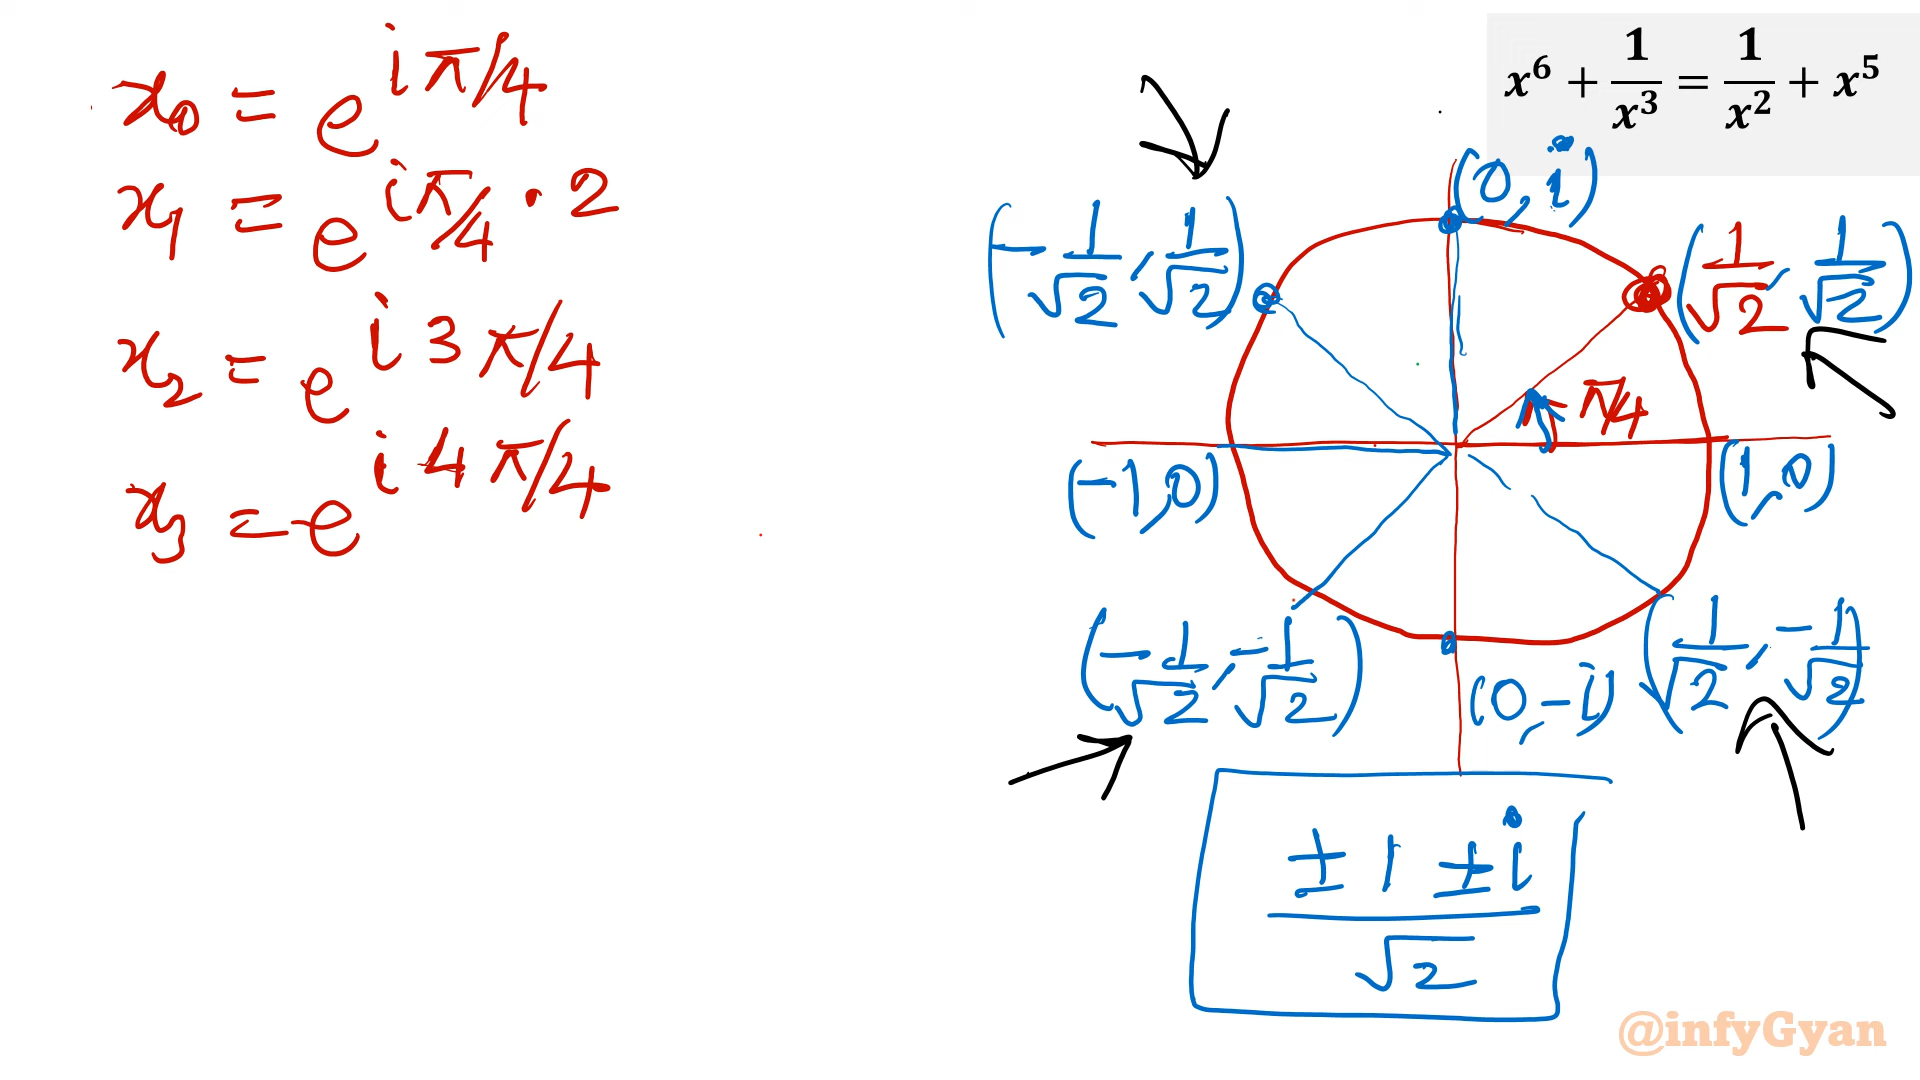 x₀ = e^{iπ/4}
x₁ = e^{iπ/4 · 2}
x₂ = e^{i3π/4}
x₃ = e^{i4π/4}
x⁶ + 1/x³ = 1/x² + x⁵
(0, i)
(-1/√2, 1/√2)
(1/√2, 1/√2)
π/4
(-1, 0)
(1, 0)
(-1/√2, -1/√2)
(0, -i)
(1/√2, -1/√2)
±1 ±i / √2
@infyGyan